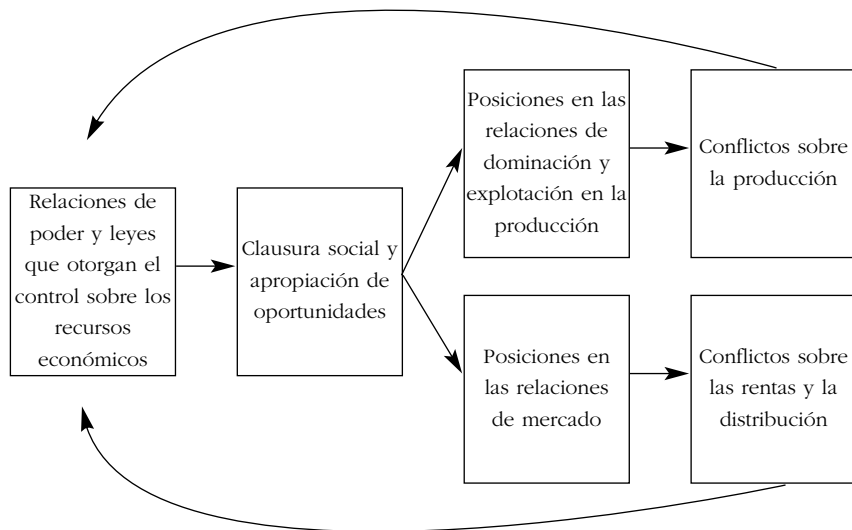 Relaciones de
poder y leyes
que otorgan el
control sobre los
recursos
económicos
Clausura social y
apropiación de
oportunidades
Posiciones en las
relaciones de
dominación y
explotación en la
producción
Conflictos sobre
la producción
Posiciones en
las relaciones
de mercado
Conflictos sobre
las rentas y la
distribución